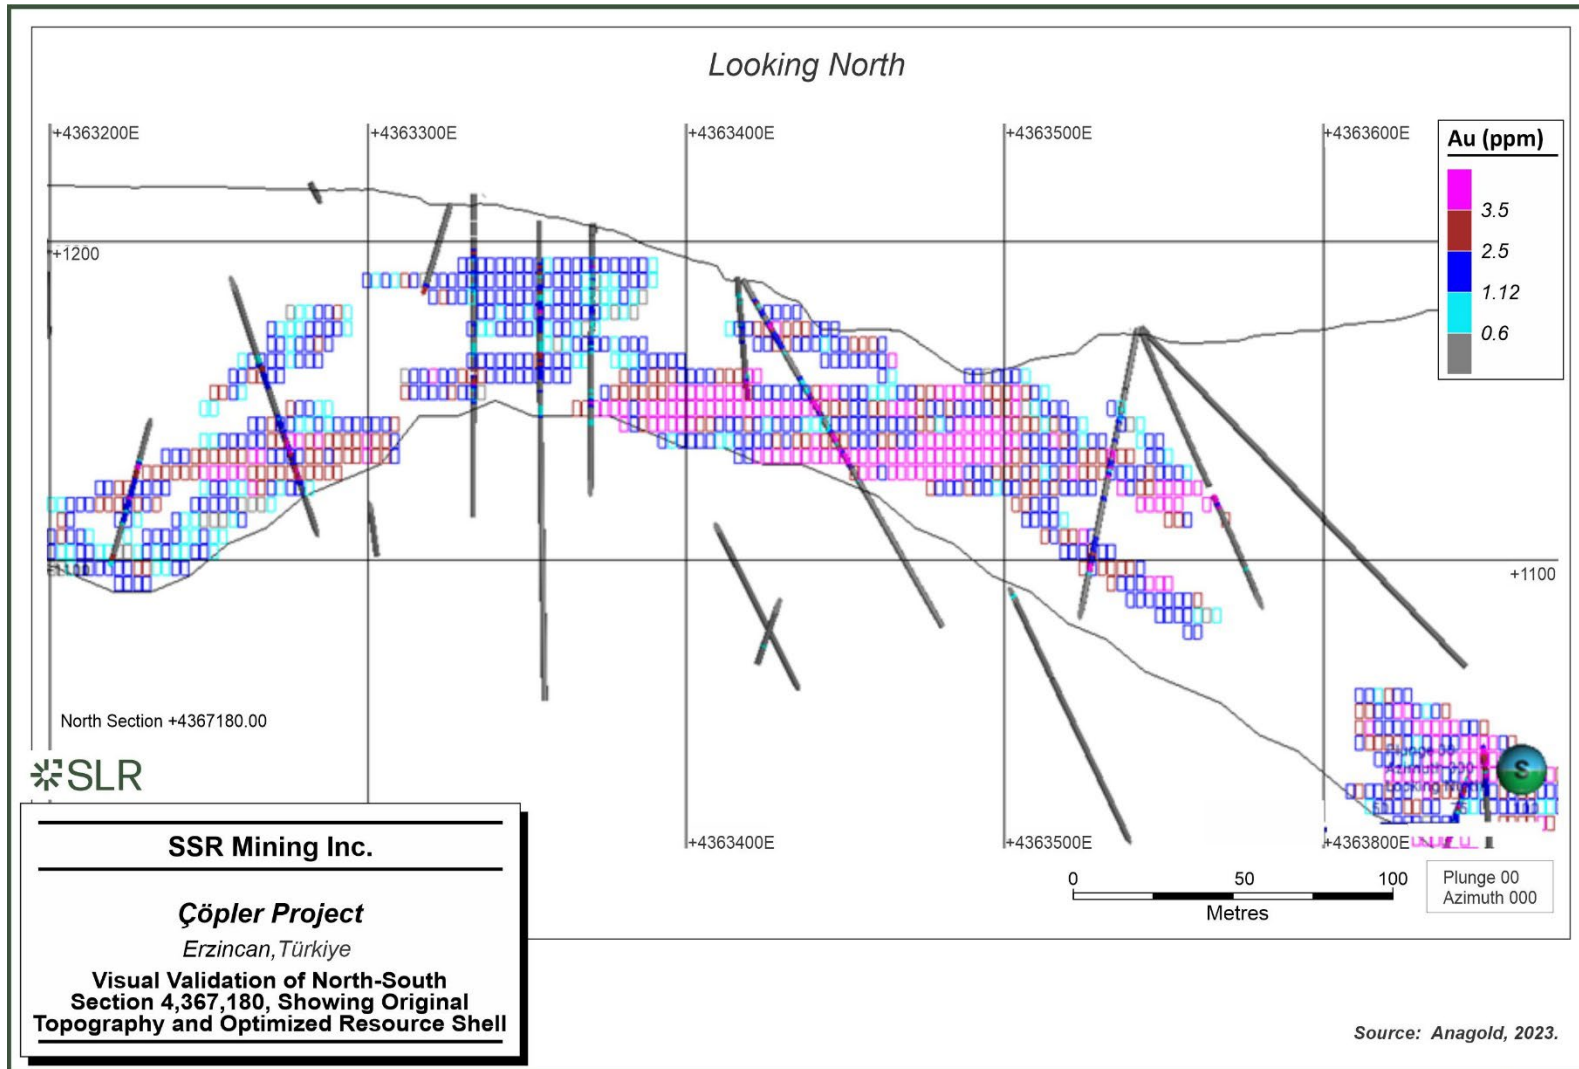 Looking North
+4363200E
+4363300E
+4363400E
+4363500E
+4363600E
Au (ppm)
3.5
2.5
1.12
0.6
+1200
+1100
North Section +4367180.00
SLR
S
+4363400E
+4363500E
+4363800E
0 50 100
Metres
Plunge 00
Azimuth 000
SSR Mining Inc.
Çöpler Project
Erzincan,Türkiye
Visual Validation of North-South
Section 4,367,180, Showing Original
Topography and Optimized Resource Shell
Source: Anagold, 2023.